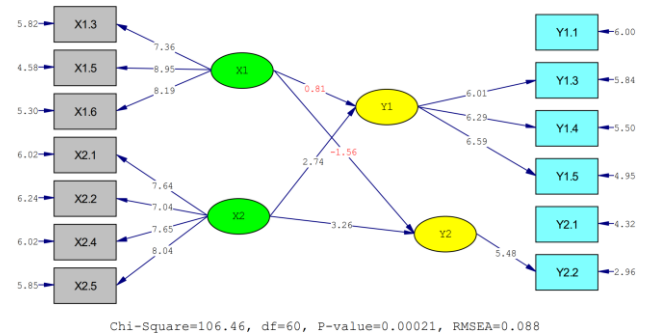 5.82 X1.3 Y1.1 6.00
7.36
4.58 X1.5 X1 8.95 0.81 Y1.3 5.84
8.19 6.01
5.30 X1.6 Y1 6.29 Y1.4 5.50
6.59
6.02 X2.1 2.74 -1.56 Y1.5 4.95
7.64
6.24 X2.2 7.04 X2 3.26 Y2.1 4.32
7.65 Y2
6.02 X2.4 8.04 5.48 Y2.2 2.96
5.85 X2.5
Chi-Square=106.46, df=60, P-value=0.00021, RMSEA=0.088